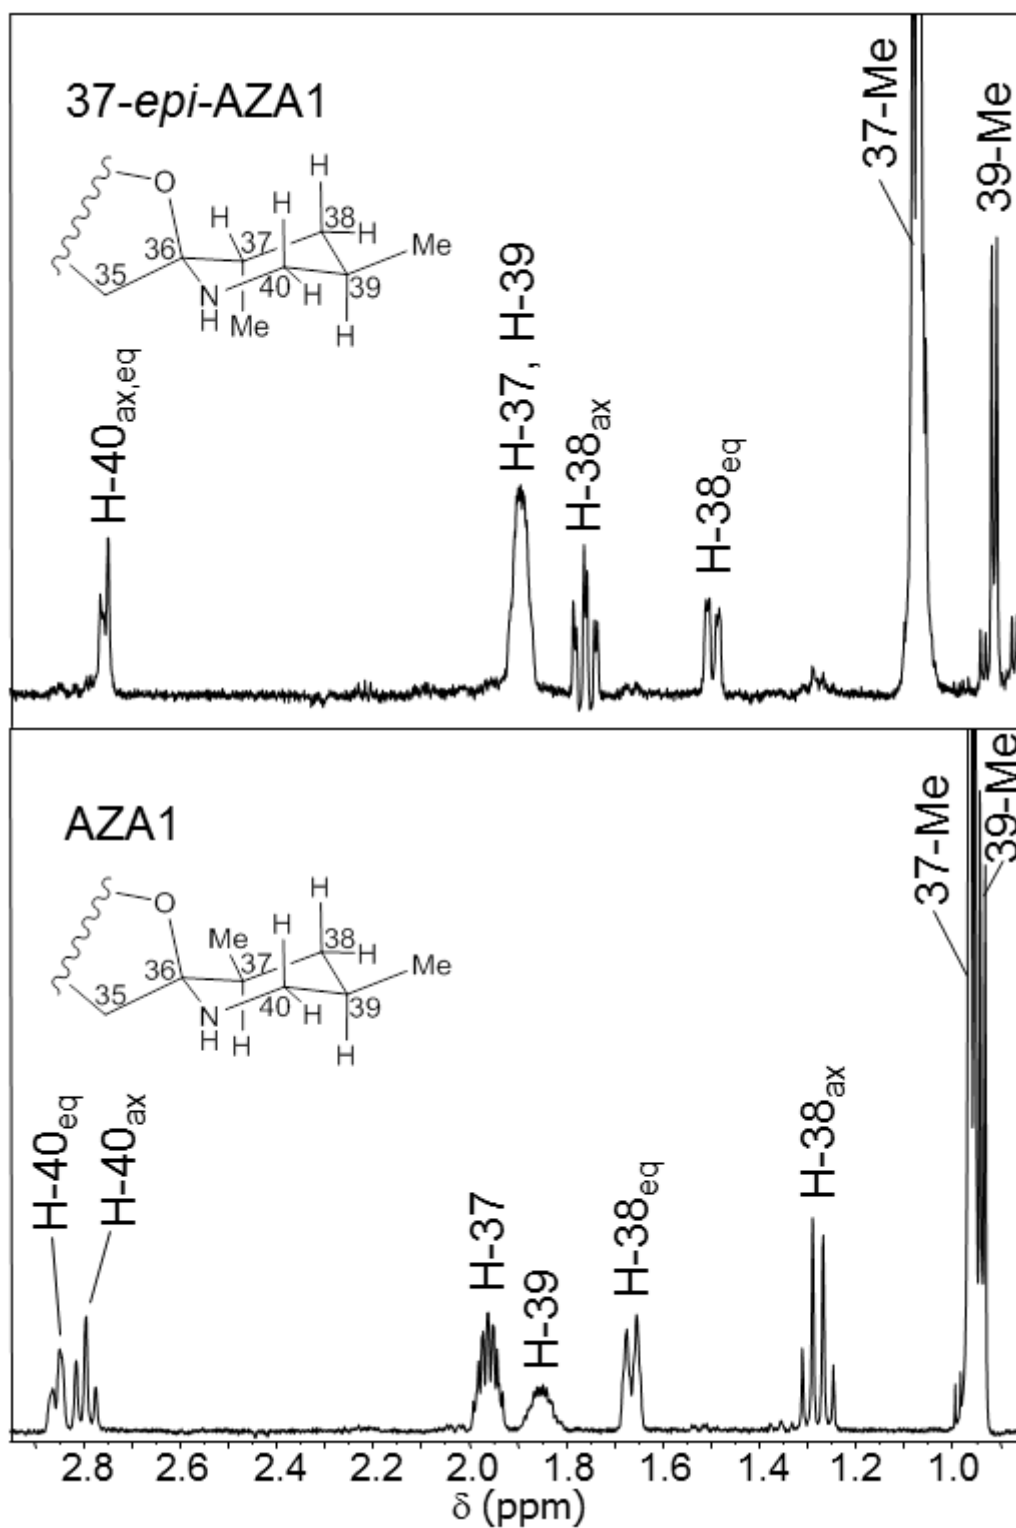 37-epi-AZA1
37-Me
39-Me
H
O
H
H
38
H
36
37
Me
35
40
H
39
N
H
Me
H
H-40ax,eq
H-37, H-39
H-38ax
H-38eq
AZA1
37-Me
39-Me
H
O
H
Me
38
H
36
37
Me
35
40
H
39
N
H
H
H
H-40eq
H-40ax
H-37
H-39
H-38eq
H-38ax
2.8 2.6 2.4 2.2 2.0 1.8 1.6 1.4 1.2 1.0
δ (ppm)